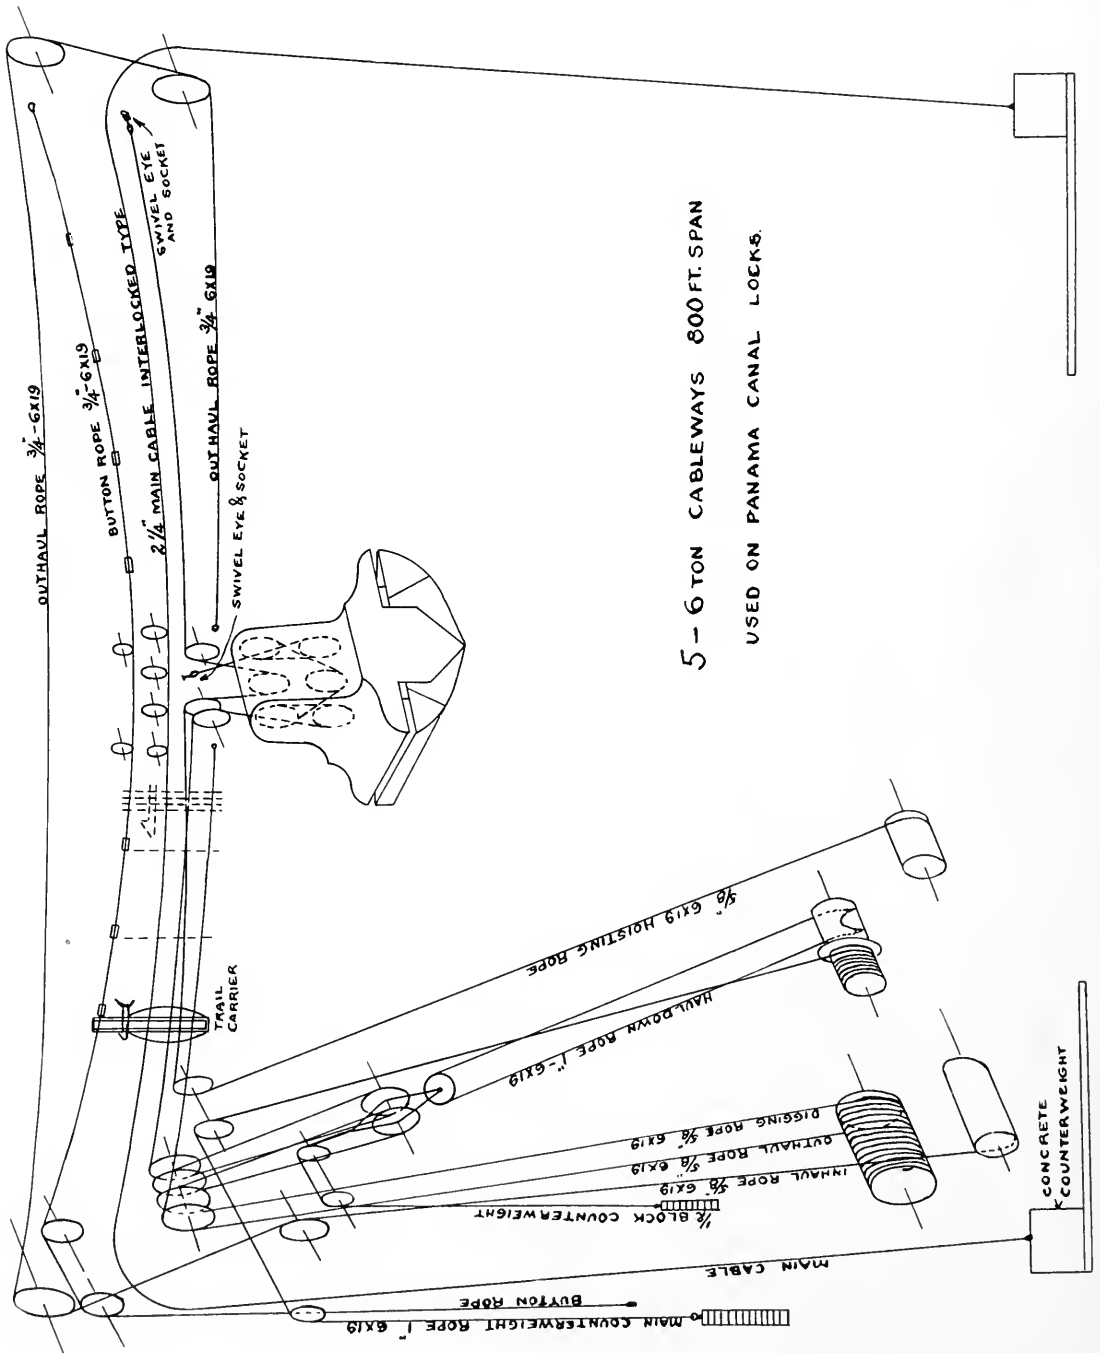 OUTHAUL ROPE 3/4"-6X19
BUTTON ROPE 3/4"-6X19
2 1/4" MAIN CABLE INTERLOCKED TYPE
SWIVEL EYE
AND SOCKET
OUTHAUL ROPE 3/4" 6X19
SWIVEL EYE & SOCKET
TRAIL
CARRIER
5/8" 6X19 HOISTING ROPE
HAUL DOWN ROPE 1"-6X19
DIGGING ROPE 5/8" 6X19
OUTHAUL ROPE 5/8" 6X19
INHAUL ROPE 5/8" 6X19
1/2 BLOCK COUNTERWEIGHT
MAIN CABLE
BUTTON ROPE
MAIN COUNTERWEIGHT ROPE 1" 6X19
CONCRETE
COUNTERWEIGHT
5-6 TON CABLEWAYS 800 FT. SPAN
USED ON PANAMA CANAL LOCKS.